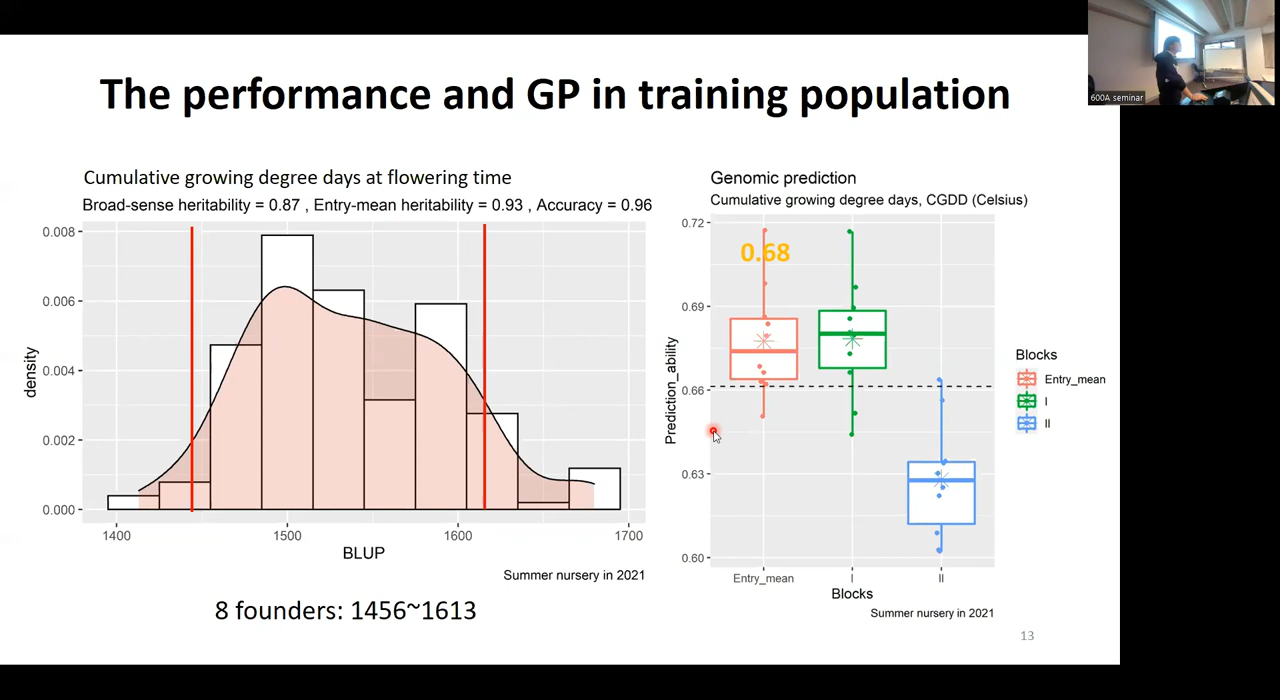 600A seminar
The performance and GP in training population
Cumulative growing degree days at flowering time
Broad-sense heritability = 0.87 , Entry-mean heritability = 0.93 , Accuracy = 0.96
0.008
0.006
0.004
0.002
0.000
density
1400
1500
1600
1700
BLUP
Summer nursery in 2021
8 founders: 1456~1613
Genomic prediction
Cumulative growing degree days, CGDD (Celsius)
0.72
0.69
0.66
0.63
0.60
Prediction_ability
0.68
Entry_mean
I
II
Blocks
Summer nursery in 2021
Blocks
Entry_mean
I
II
13